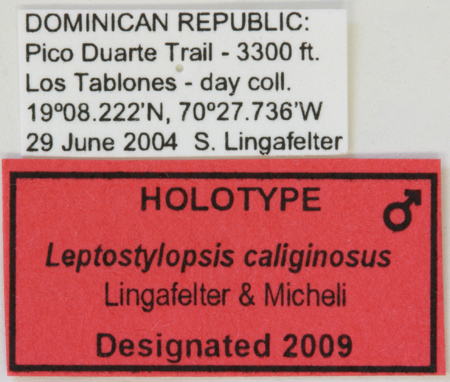 DOMINICAN REPUBLIC:
Pico Duarte Trail - 3300 ft.
Los Tablones - day coll.
19º08.222'N, 70º27.736'W
29 June 2004 S. Lingafelter
HOLOTYPE ♂
Leptostylopsis caliginosus
Lingafelter & Micheli
Designated 2009